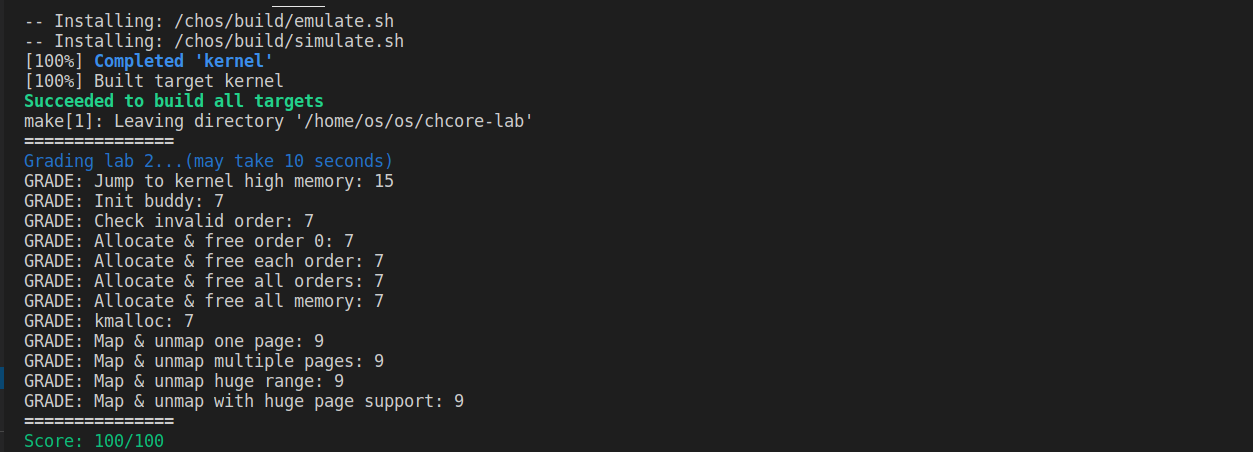 -- Installing: /chos/build/emulate.sh
-- Installing: /chos/build/simulate.sh
[100%] Completed 'kernel'
[100%] Built target kernel
Succeeded to build all targets
make[1]: Leaving directory '/home/os/os/chcore-lab'
===============
Grading lab 2...(may take 10 seconds)
GRADE: Jump to kernel high memory: 15
GRADE: Init buddy: 7
GRADE: Check invalid order: 7
GRADE: Allocate & free order 0: 7
GRADE: Allocate & free each order: 7
GRADE: Allocate & free all orders: 7
GRADE: Allocate & free all memory: 7
GRADE: kmalloc: 7
GRADE: Map & unmap one page: 9
GRADE: Map & unmap multiple pages: 9
GRADE: Map & unmap huge range: 9
GRADE: Map & unmap with huge page support: 9
===============
Score: 100/100